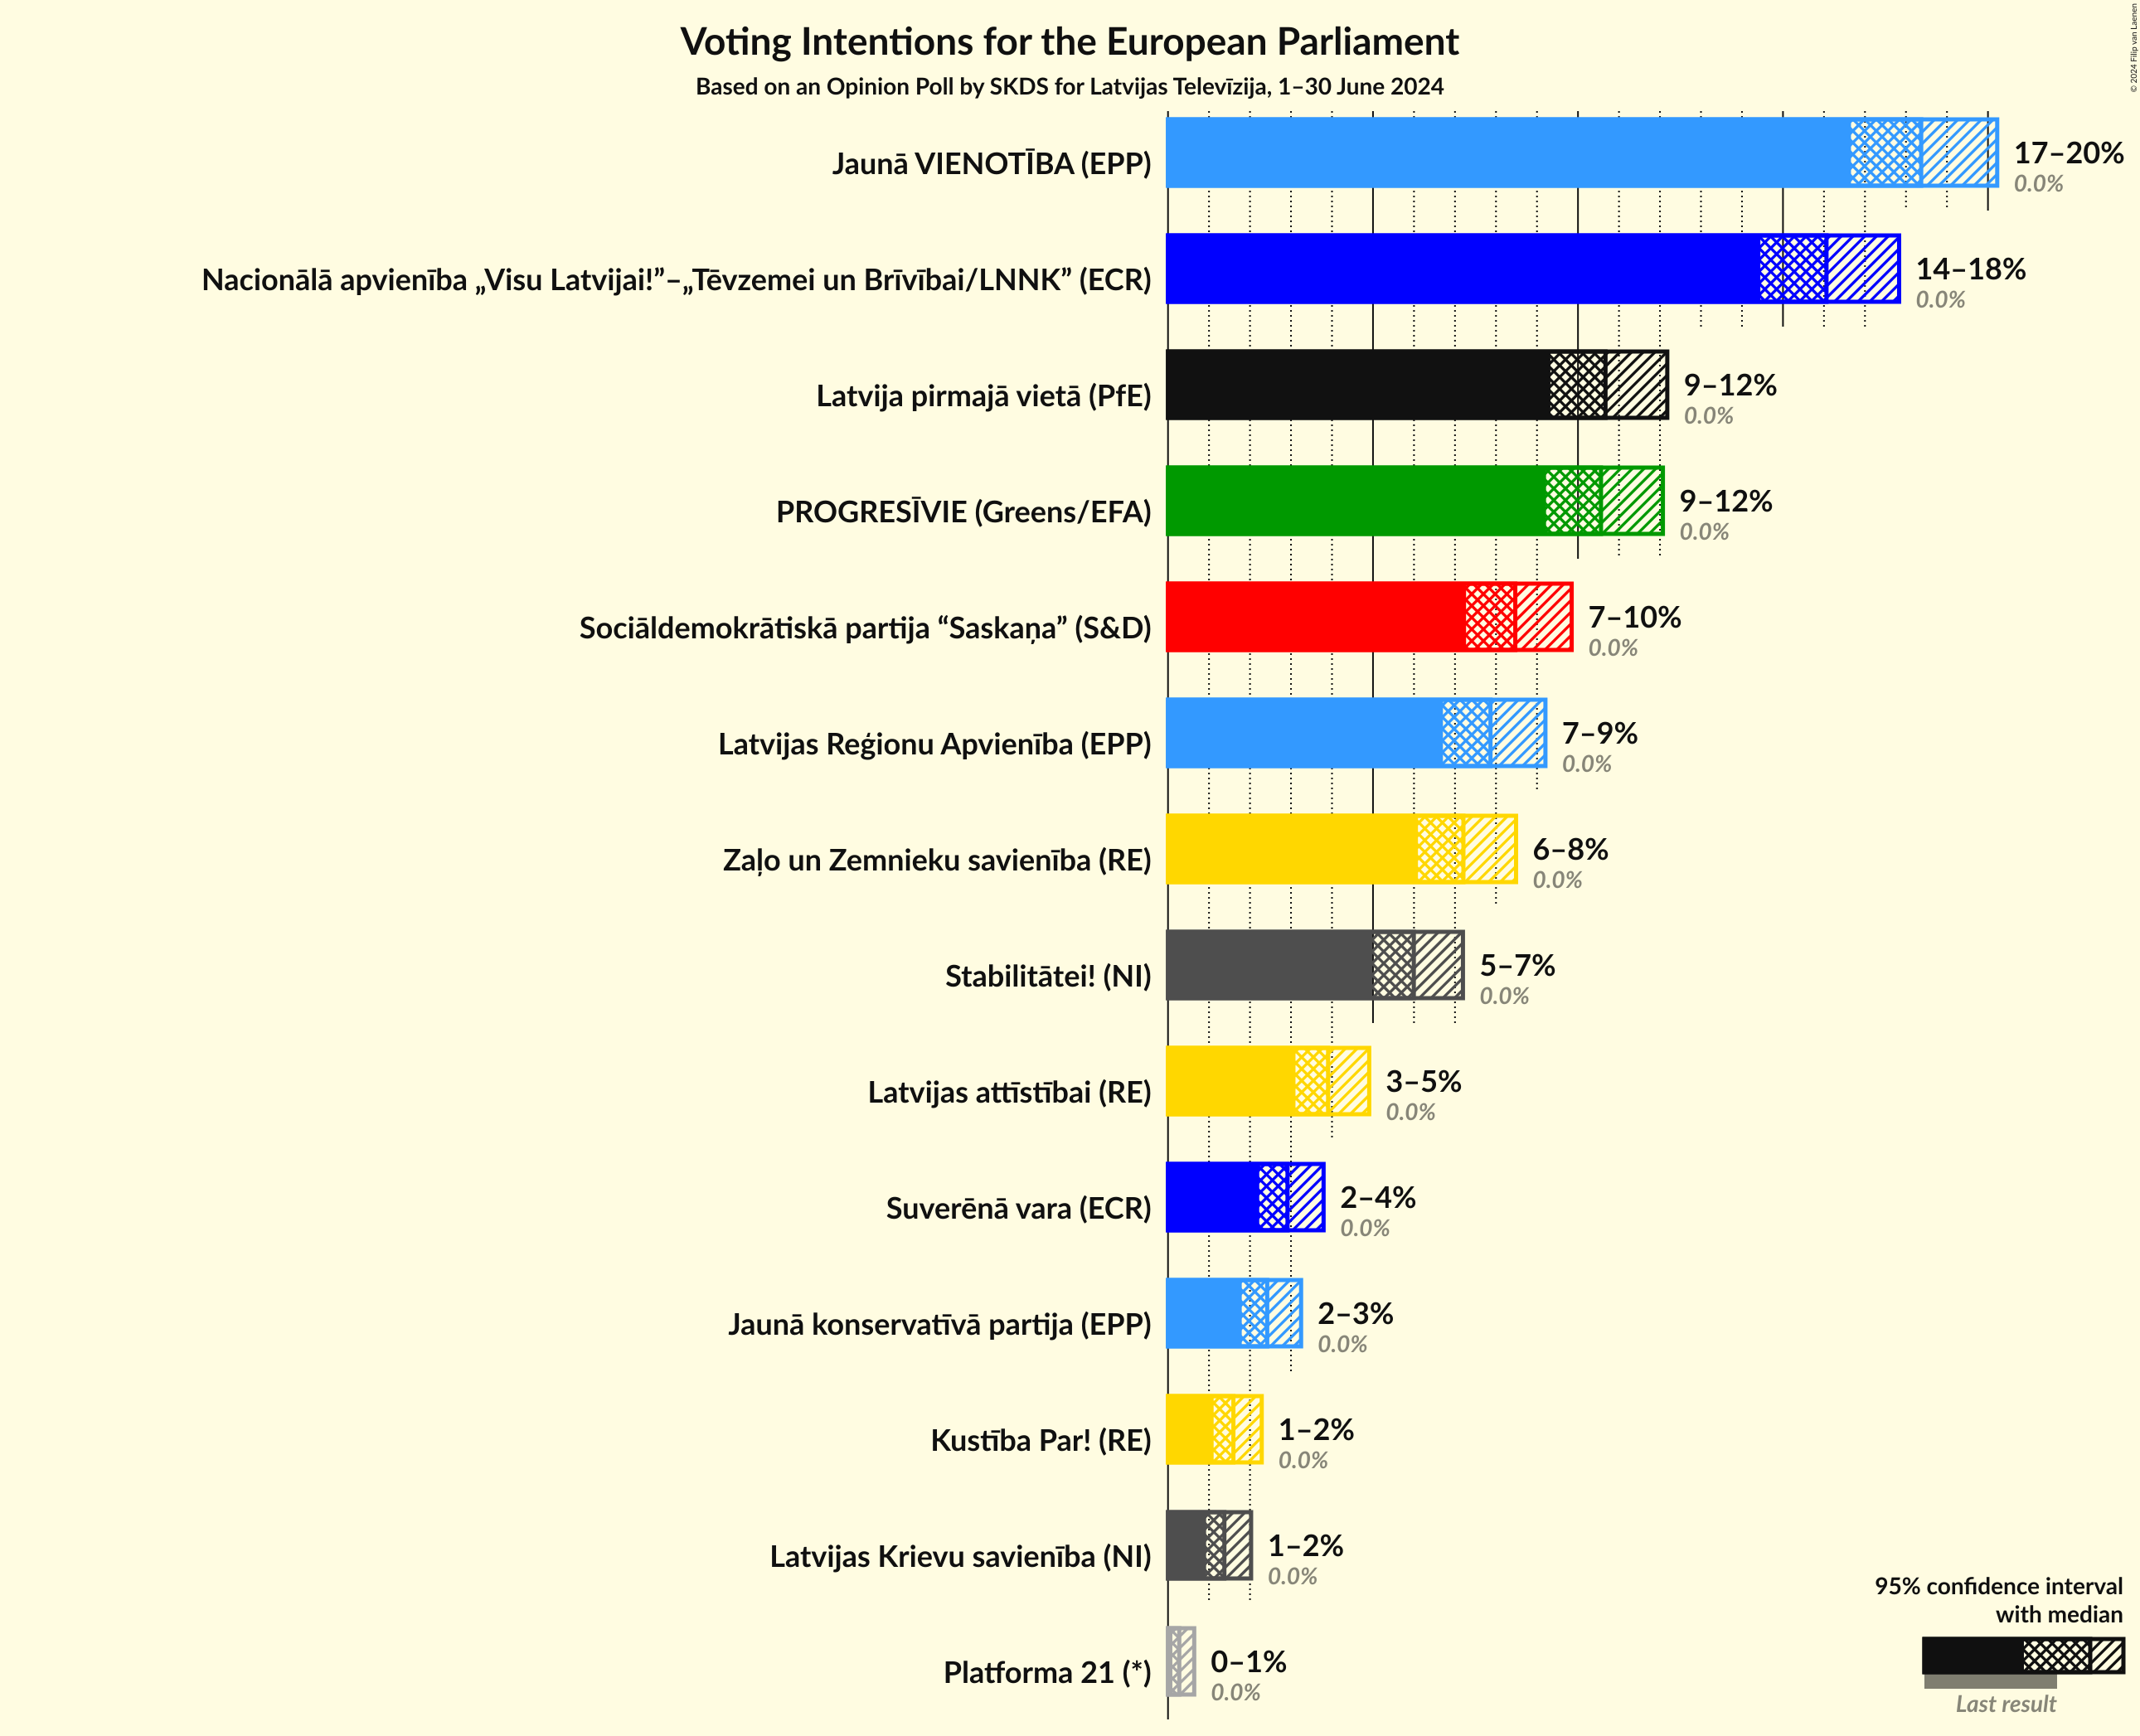 Voting Intentions for the European Parliament
Based on an Opinion Poll by SKDS for Latvijas Televīzija, 1–30 June 2024
© 2024 Filip van Laenen
Jaunā VIENOTĪBA (EPP)
17–20%
0.0%
Nacionālā apvienība „Visu Latvijai!”–„Tēvzemei un Brīvībai/LNNK” (ECR)
14–18%
0.0%
Latvija pirmajā vietā (PfE)
9–12%
0.0%
PROGRESĪVIE (Greens/EFA)
9–12%
0.0%
Sociāldemokrātiskā partija “Saskaņa” (S&D)
7–10%
0.0%
Latvijas Reģionu Apvienība (EPP)
7–9%
0.0%
Zaļo un Zemnieku savienība (RE)
6–8%
0.0%
Stabilitātei! (NI)
5–7%
0.0%
Latvijas attīstībai (RE)
3–5%
0.0%
Suverēnā vara (ECR)
2–4%
0.0%
Jaunā konservatīvā partija (EPP)
2–3%
0.0%
Kustība Par! (RE)
1–2%
0.0%
Latvijas Krievu savienība (NI)
1–2%
0.0%
Platforma 21 (*)
0–1%
0.0%
95% confidence interval
with median
Last result